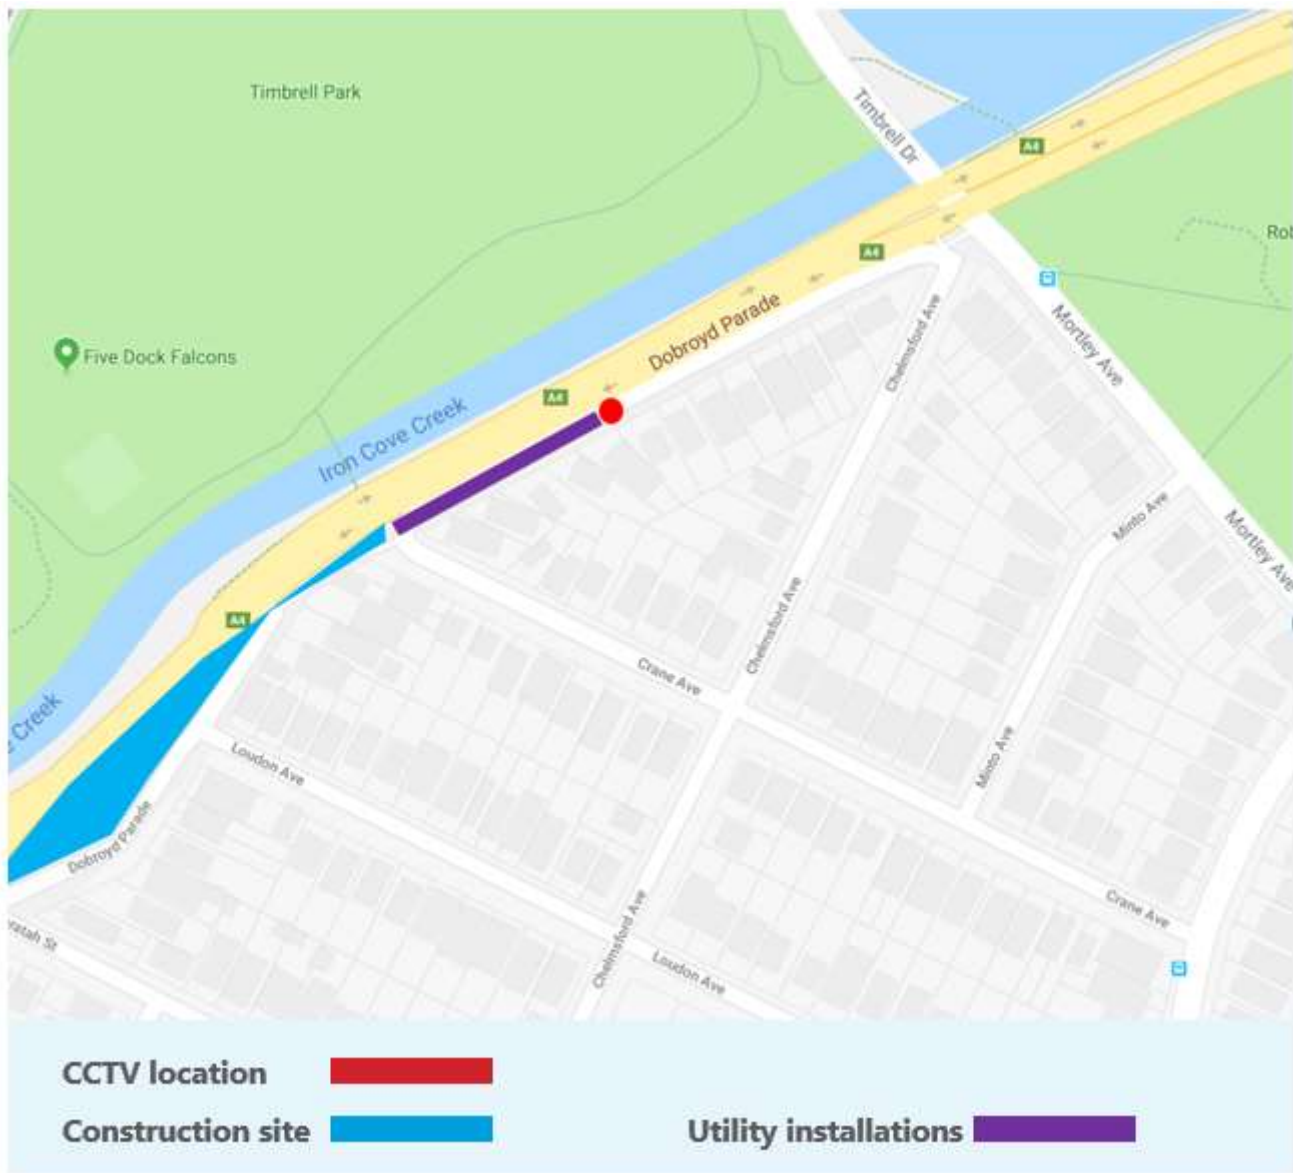 Timbrell Park
Timbrell Dr
A4
Rob
A4
Mortley Ave
Dobroyd Parade
Chelmsford Ave
Five Dock Falcons
A4
Iron Cove Creek
Minto Ave
Mortley Ave
A4
Chelmsford Ave
Crane Ave
Creek
Loudon Ave
Minto Ave
Dobroyd Parade
Crane Ave
Chelmsford Ave
ratah St
Loudon Ave
CCTV location
Construction site
Utility installations